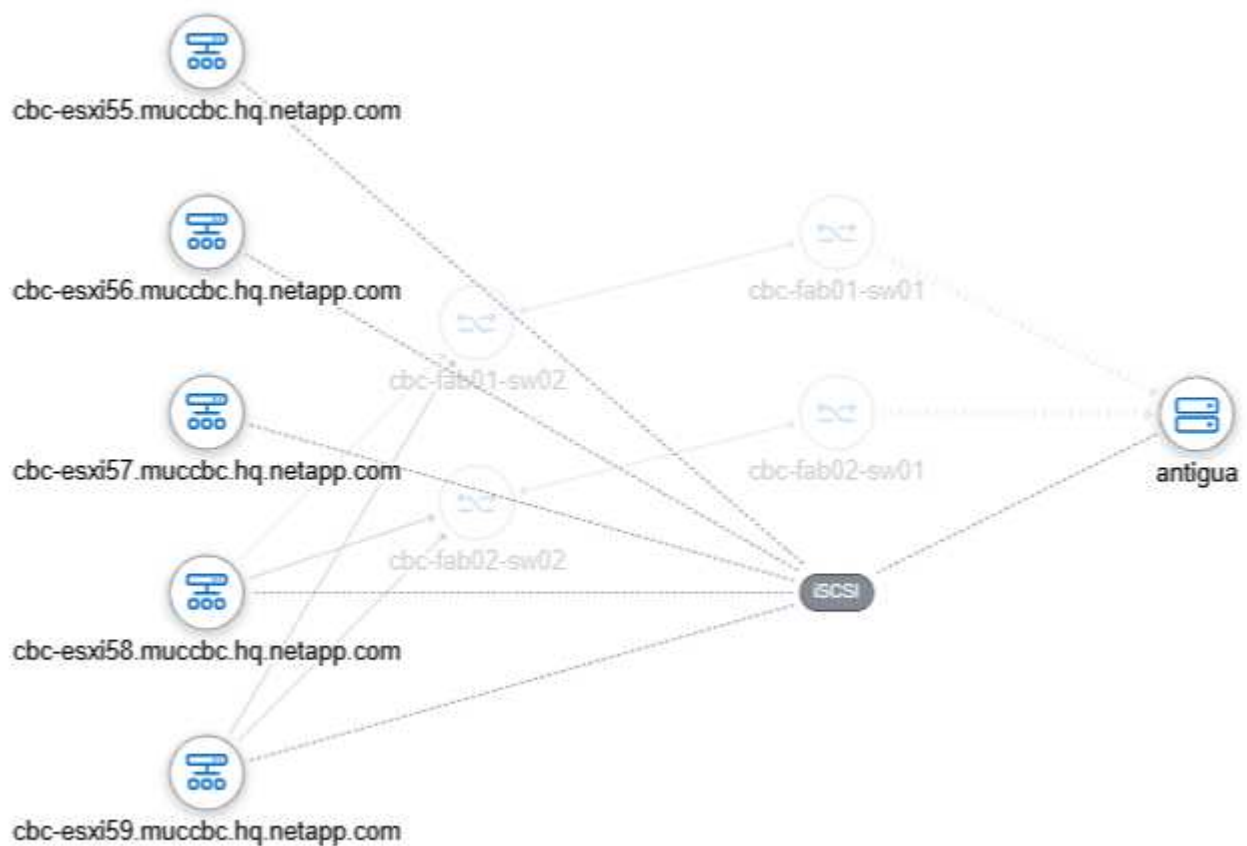 cbc-esxi55.muccbc.hq.netapp.com
cbc-esxi56.muccbc.hq.netapp.com
cbc-fab01-sw01
cbc-fab01-sw02
cbc-esxi57.muccbc.hq.netapp.com
cbc-fab02-sw01
antigua
cbc-fab02-sw02
iSCSI
cbc-esxi58.muccbc.hq.netapp.com
cbc-esxi59.muccbc.hq.netapp.com